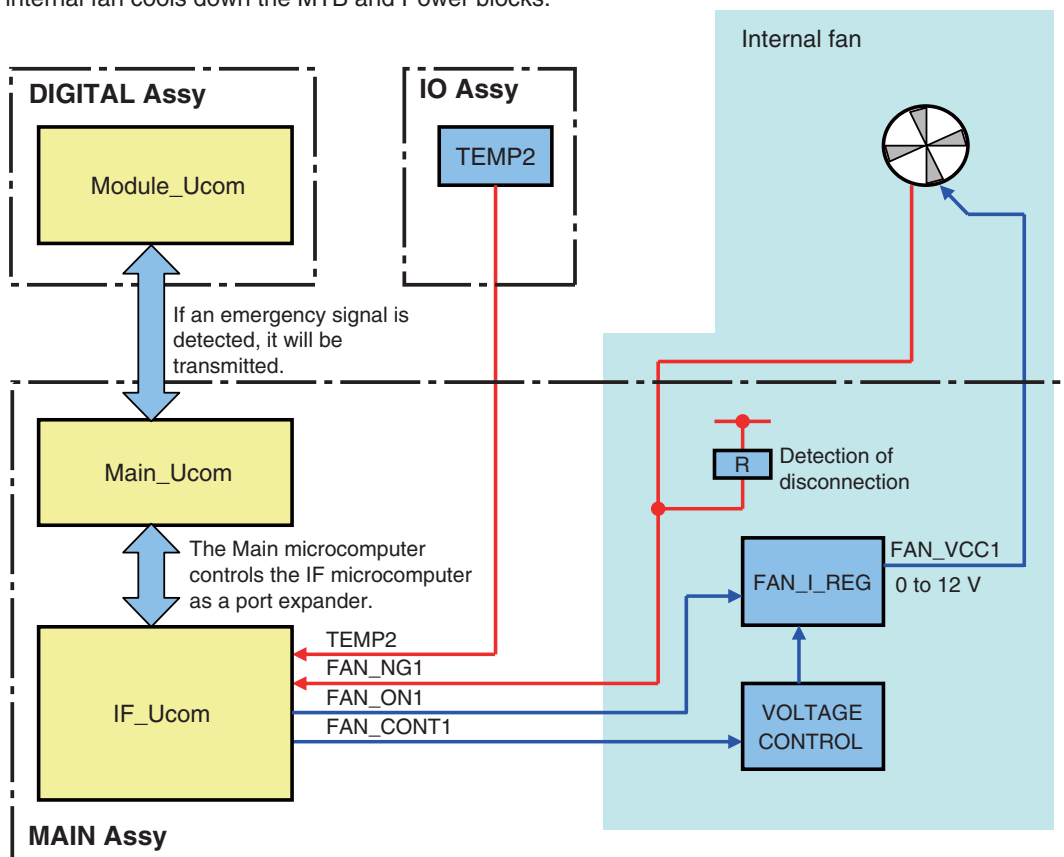 internal fan cools down the MTB and Power blocks.
Internal fan
DIGITAL Assy
IO Assy
TEMP2
Module_Ucom
If an emergency signal is
detected, it will be
transmitted.
Main_Ucom
R
Detection of
disconnection
The Main microcomputer
controls the IF microcomputer
as a port expander.
FAN_I_REG
FAN_VCC1
0 to 12 V
TEMP2
FAN_NG1
FAN_ON1
FAN_CONT1
IF_Ucom
VOLTAGE
CONTROL
MAIN Assy